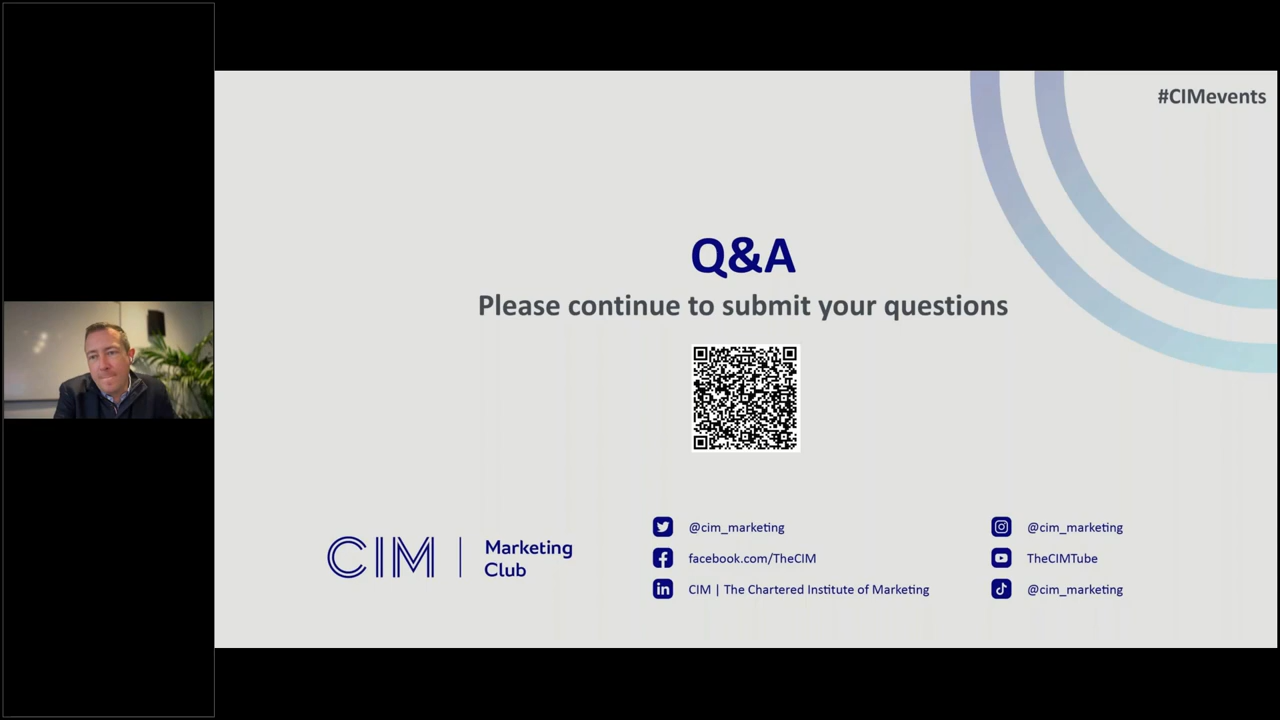 #CIMevents
Q&A
Please continue to submit your questions
CIM
Marketing
Club
@cim_marketing
facebook.com/TheCIM
CIM | The Chartered Institute of Marketing
@cim_marketing
TheCIMTube
@cim_marketing